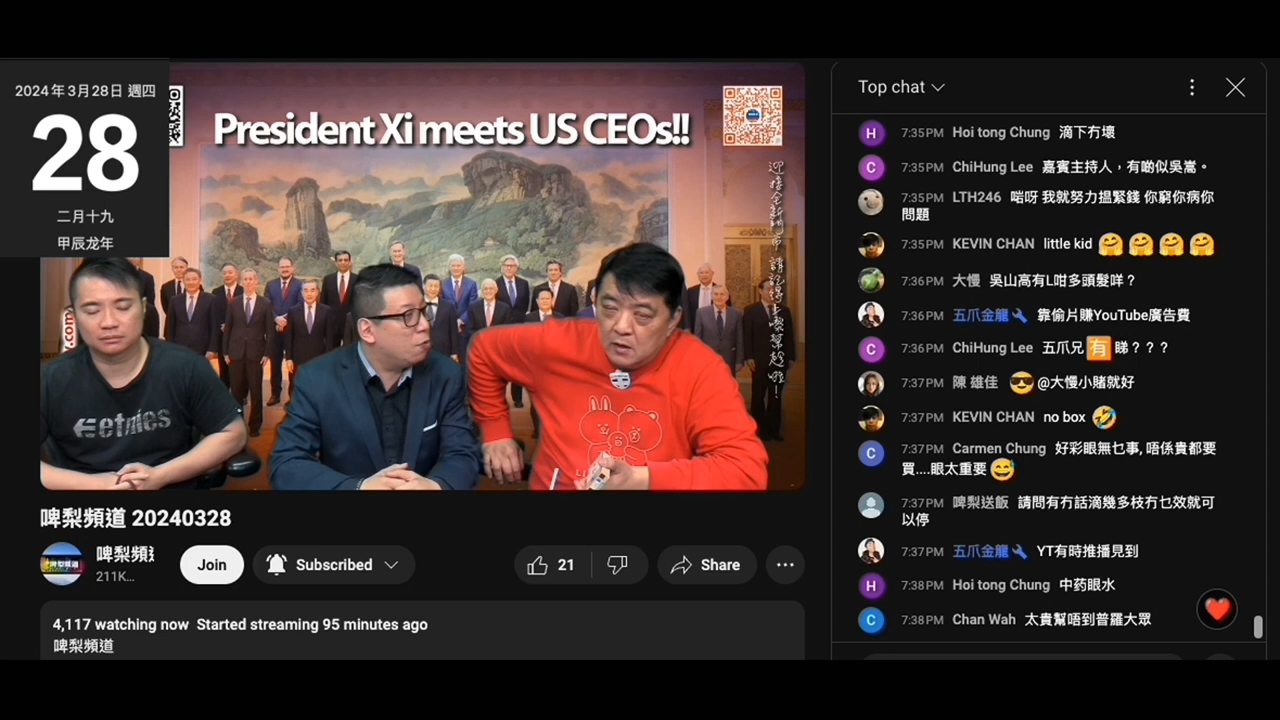 2024年3月28日 週四
28
二月十九
甲辰龙年
President Xi meets US CEOs!!
etnies
啤梨頻道 20240328
啤梨頻道
211K...
Join
Subscribed
21
Share
4,117 watching now Started streaming 95 minutes ago
啤梨頻道
Top chat
H 7:35PM Hoi tong Chung 滴下冇壞
C 7:35PM ChiHung Lee 嘉賓主持人，有啲似吳嵩。
7:35PM LTH246 啱呀 我就努力搵緊錢 你窮你病你
問題
7:35PM KEVIN CHAN little kid 🤗🤗🤗🤗
7:36PM 大慢 吳山高有L咁多頭髮咩？
7:36PM 五爪金龍🔧 靠偷片賺YouTube廣告費
C 7:36PM ChiHung Lee 五爪兄🈶睇？？？
7:37PM 陳 雄佳 😎@大慢小賭就好
7:37PM KEVIN CHAN no box 🤣
C 7:37PM Carmen Chung 好彩眼無乜事, 唔係貴都要
買....眼太重要😅
7:37PM 啤梨送飯 請問有冇話滴幾多枝冇乜效就可
以停
7:37PM 五爪金龍🔧 YT有時推播見到
H 7:38PM Hoi tong Chung 中药眼水
C 7:38PM Chan Wah 太貴幫唔到普羅大眾